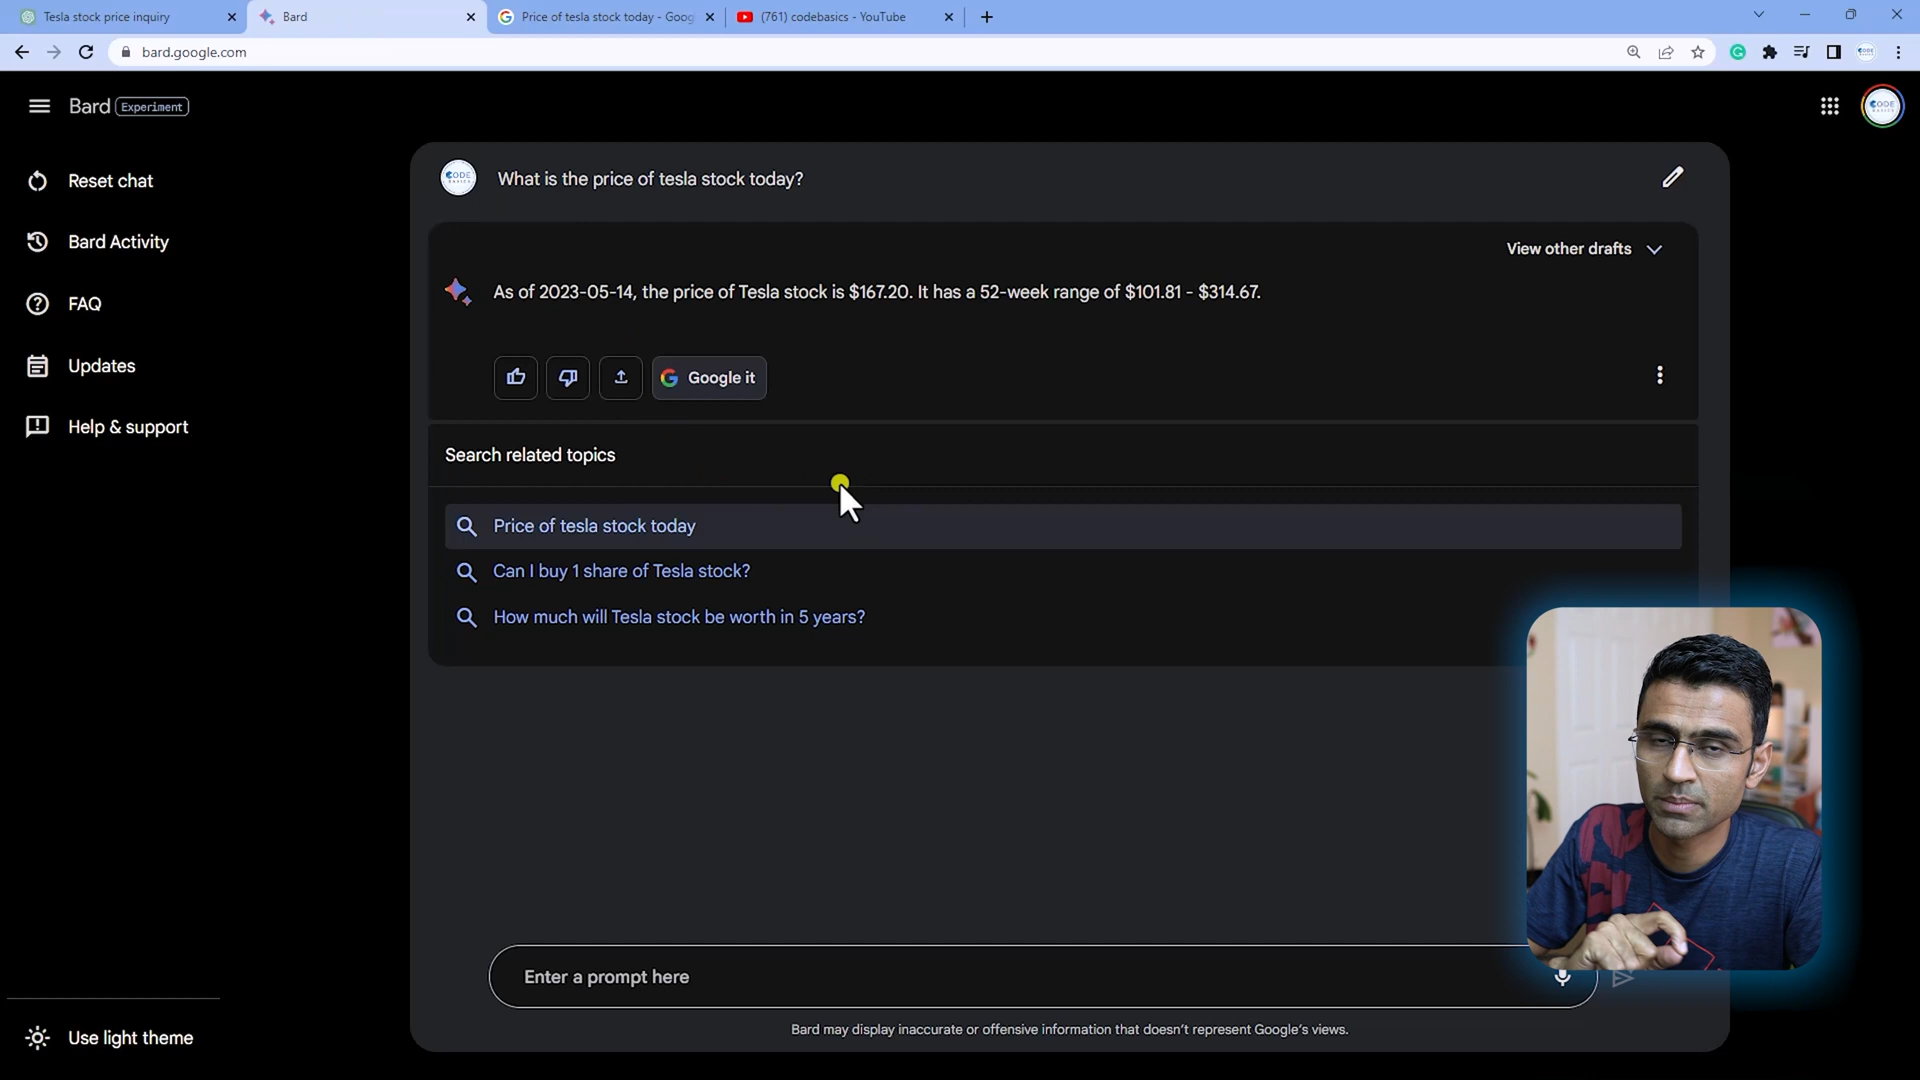 Tesla stock price inquiry
Bard
Price of tesla stock today - Goog
(761) codebasics - YouTube
bard.google.com
Bard Experiment
CODE
Reset chat
Bard Activity
FAQ
Updates
Help & support
CODE
What is the price of tesla stock today?
View other drafts
As of 2023-05-14, the price of Tesla stock is $167.20. It has a 52-week range of $101.81 - $314.67.
Google it
Search related topics
Price of tesla stock today
Can I buy 1 share of Tesla stock?
How much will Tesla stock be worth in 5 years?
Enter a prompt here
Bard may display inaccurate or offensive information that doesn't represent Google's views.
Use light theme